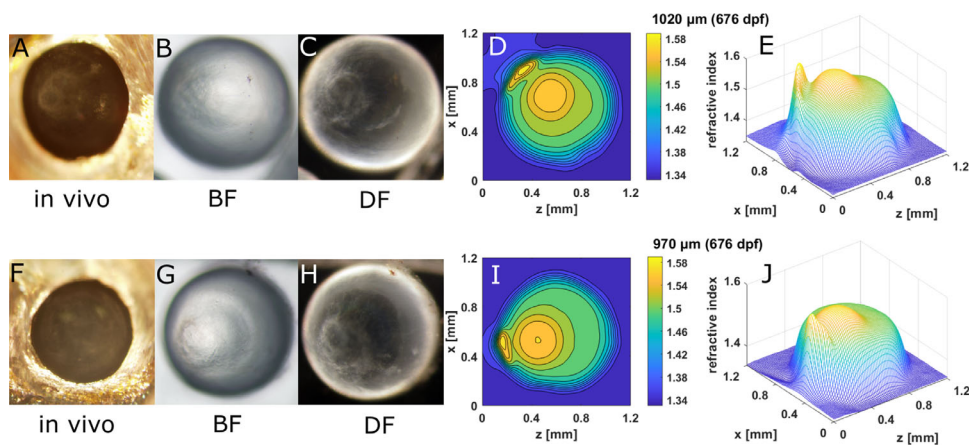 A
B
C
D
1020 µm (676 dpf)
E
in vivo
BF
DF
x [mm]
1.2
0.8
0.4
0
0
0.4
0.8
1.2
z [mm]
1.58
1.54
1.50
1.46
1.42
1.38
1.34
refractive index
1.6
1.5
1.4
1.2
0.8
0.4
0
x [mm]
0
0.4
0.8
1.2
z [mm]
F
G
H
I
970 µm (676 dpf)
J
in vivo
BF
DF
x [mm]
1.2
0.8
0.4
0
0
0.4
0.8
1.2
z [mm]
1.58
1.54
1.50
1.46
1.42
1.38
1.34
refractive index
1.6
1.5
1.4
1.2
0.8
0.4
0
x [mm]
0
0.4
0.8
1.2
z [mm]